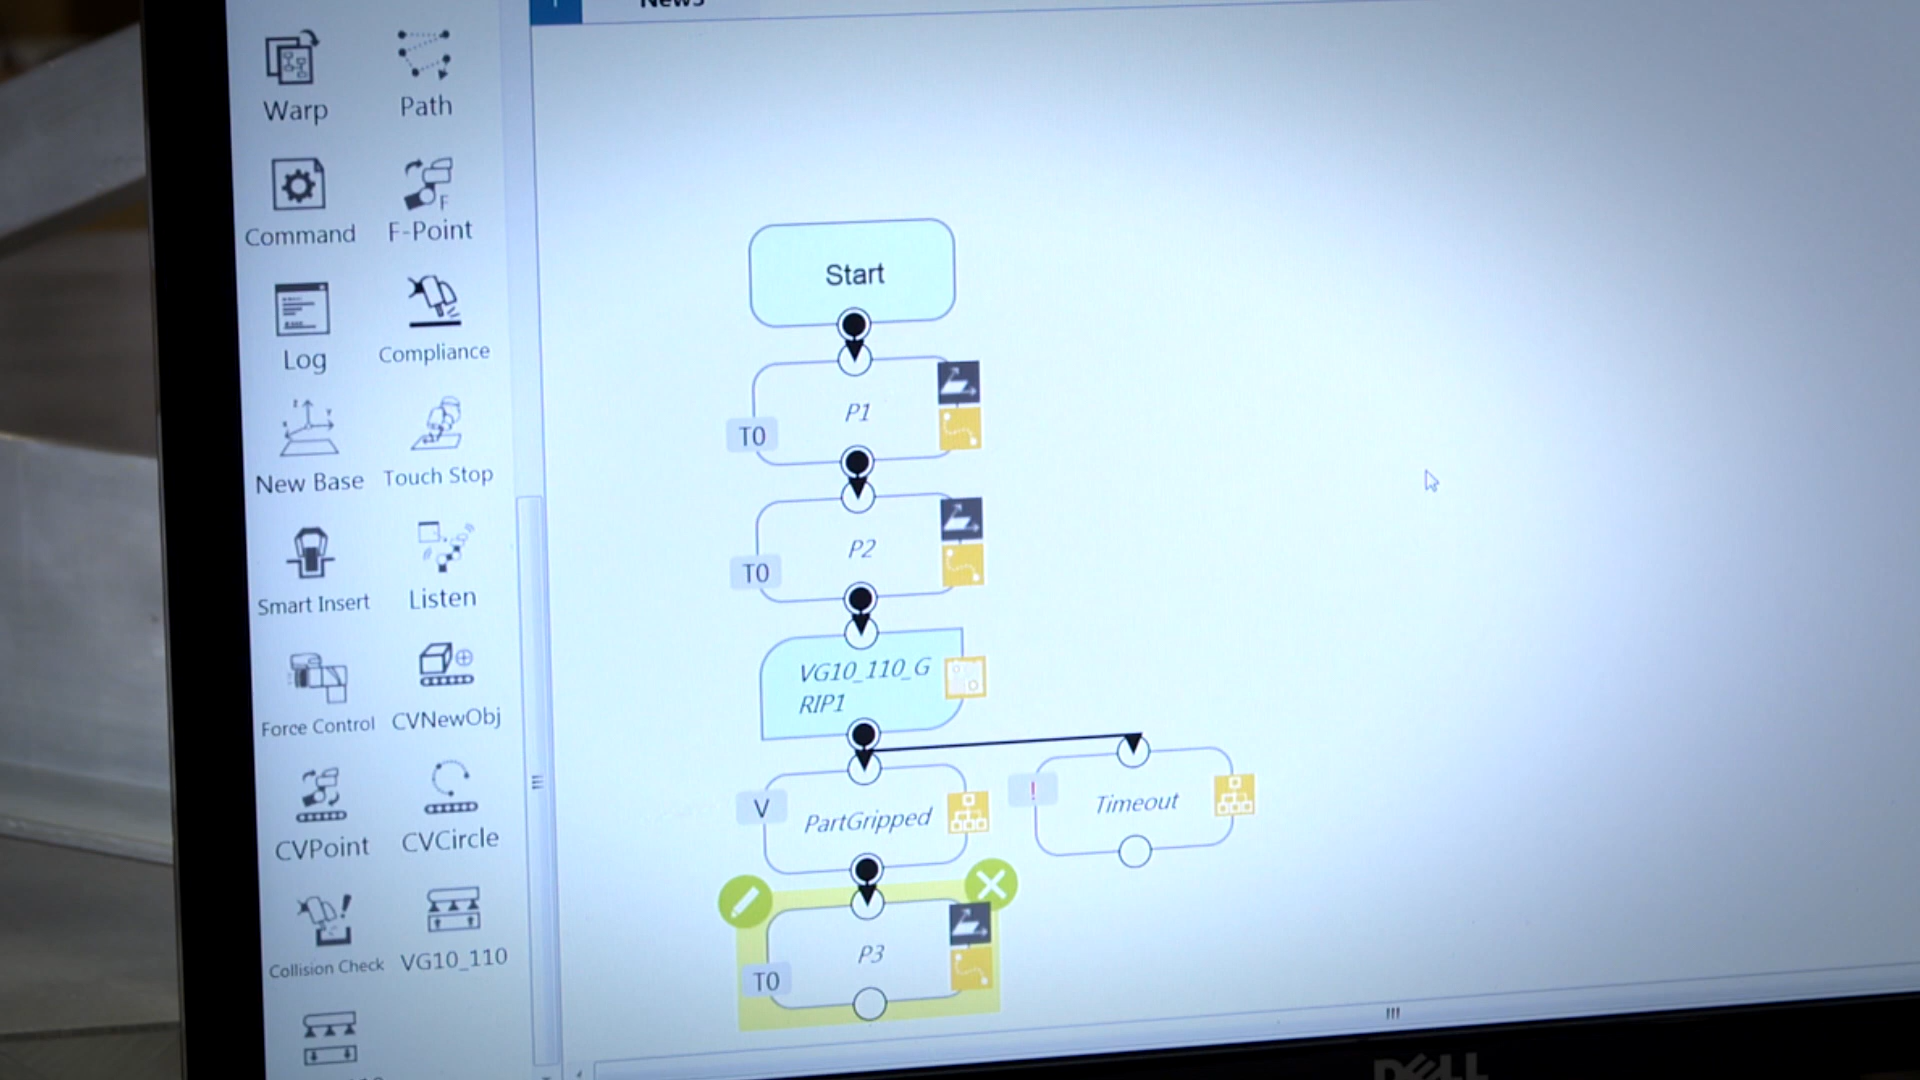 Warp
Path
Command
F-Point
F
Log
Compliance
New Base
Touch Stop
Smart Insert
Listen
Force Control
CVNewObj
CVPoint
CVCircle
Collision Check
VG10_110
Start
P1
T0
P2
T0
VG10_110_G
RIP1
V
PartGripped
!
Timeout
P3
T0
DELL